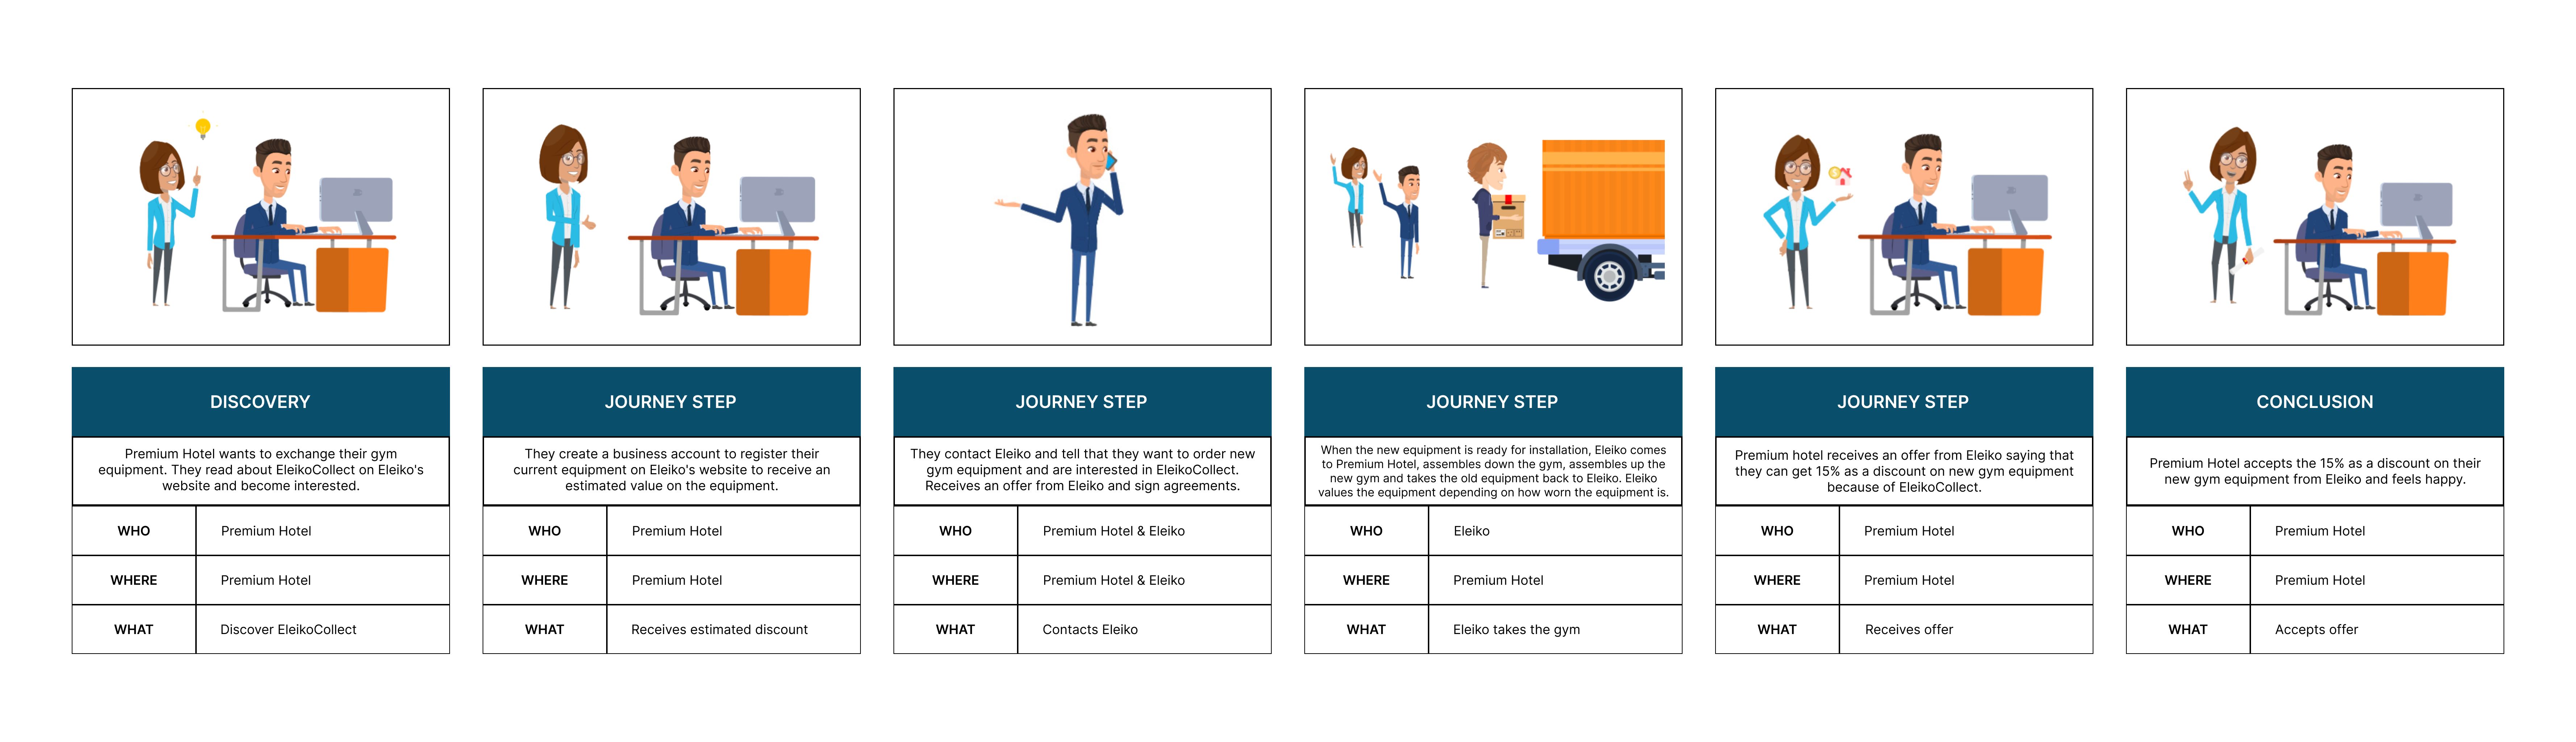 DISCOVERY
Premium Hotel wants to exchange their gym
equipment. They read about EleikoCollect on Eleiko's
website and become interested.
WHO Premium Hotel
WHERE Premium Hotel
WHAT Discover EleikoCollect
JOURNEY STEP
They create a business account to register their
current equipment on Eleiko's website to receive an
estimated value on the equipment.
WHO Premium Hotel
WHERE Premium Hotel
WHAT Receives estimated discount
JOURNEY STEP
They contact Eleiko and tell that they want to order new
gym equipment and are interested in EleikoCollect.
Receives an offer from Eleiko and sign agreements.
WHO Premium Hotel & Eleiko
WHERE Premium Hotel & Eleiko
WHAT Contacts Eleiko
JOURNEY STEP
When the new equipment is ready for installation, Eleiko comes
to Premium Hotel, assembles down the gym, assembles up the
new gym and takes the old equipment back to Eleiko. Eleiko
values the equipment depending on how worn the equipment is.
WHO Eleiko
WHERE Premium Hotel
WHAT Eleiko takes the gym
JOURNEY STEP
Premium hotel receives an offer from Eleiko saying that
they can get 15% as a discount on new gym equipment
because of EleikoCollect.
WHO Premium Hotel
WHERE Premium Hotel
WHAT Receives offer
CONCLUSION
Premium Hotel accepts the 15% as a discount on their
new gym equipment from Eleiko and feels happy.
WHO Premium Hotel
WHERE Premium Hotel
WHAT Accepts offer